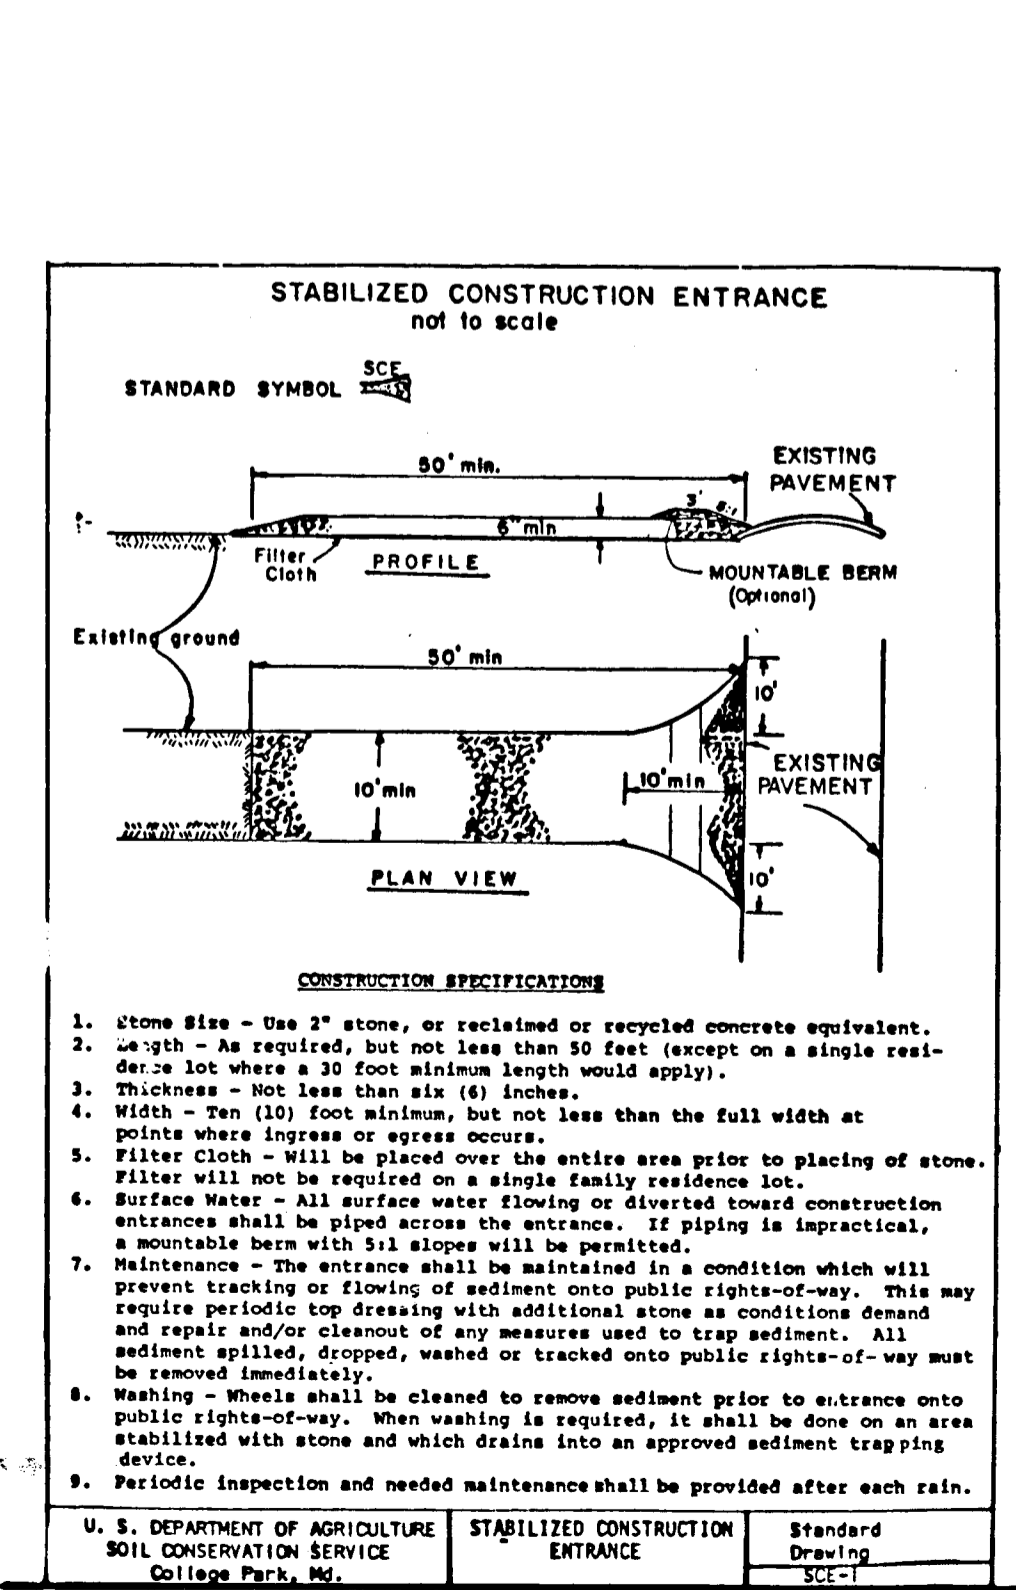 STABILIZED CONSTRUCTION ENTRANCE
not to scale
SCE
STANDARD SYMBOL
50' min.
EXISTING
PAVEMENT
3'
5:1
6" min
Filter
Cloth
PROFILE
MOUNTABLE BERM
(Optional)
Existing ground
50' min
10'
EXISTING
PAVEMENT
10' min
10' min
10'
PLAN VIEW
CONSTRUCTION SPECIFICATIONS
1. Stone Size - Use 2" stone, or reclaimed or recycled concrete equivalent.
2. Length - As required, but not less than 50 feet (except on a single resi-
dence lot where a 30 foot minimum length would apply).
3. Thickness - Not less than six (6) inches.
4. Width - Ten (10) foot minimum, but not less than the full width at
points where ingress or egress occurs.
5. Filter Cloth - Will be placed over the entire area prior to placing of stone.
Filter will not be required on a single family residence lot.
6. Surface Water - All surface water flowing or diverted toward construction
entrances shall be piped across the entrance. If piping is impractical,
a mountable berm with 5:1 slopes will be permitted.
7. Maintenance - The entrance shall be maintained in a condition which will
prevent tracking or flowing of sediment onto public rights-of-way. This may
require periodic top dressing with additional stone as conditions demand
and repair and/or cleanout of any measures used to trap sediment. All
sediment spilled, dropped, washed or tracked onto public rights-of-way must
be removed immediately.
8. Washing - Wheels shall be cleaned to remove sediment prior to entrance onto
public rights-of-way. When washing is required, it shall be done on an area
stabilized with stone and which drains into an approved sediment trapping
device.
9. Periodic inspection and needed maintenance shall be provided after each rain.
U. S. DEPARTMENT OF AGRICULTURE
SOIL CONSERVATION SERVICE
College Park, Md.
STABILIZED CONSTRUCTION
ENTRANCE
Standard
Drawing
SCE-1